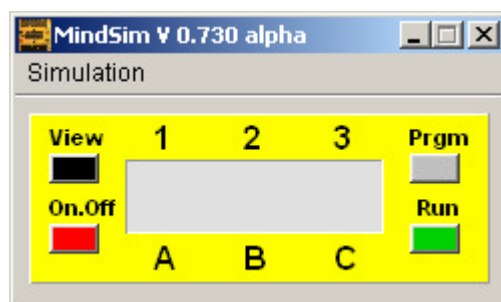 MindSim V 0.730 alpha
Simulation
View 1 2 3 Prgm
On.Off Run
A B C